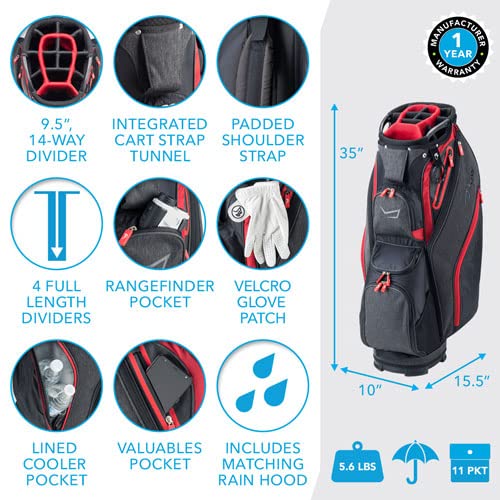 MANUFACTURER
1
YEAR
WARRANTY
9.5",
14-WAY
DIVIDER
INTEGRATED
CART STRAP
TUNNEL
PADDED
SHOULDER
STRAP
35"
4 FULL
LENGTH
DIVIDERS
RANGEFINDER
POCKET
VELCRO
GLOVE
PATCH
10"
15.5"
LINED
COOLER
POCKET
VALUABLES
POCKET
INCLUDES
MATCHING
RAIN HOOD
5.6 LBS
11 PKT